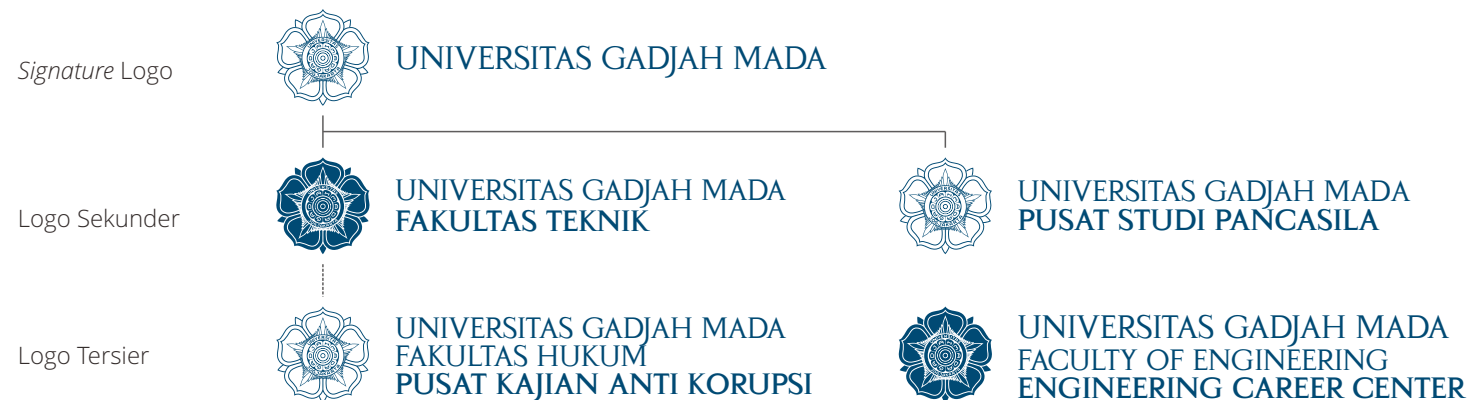 Signature Logo
UNIVERSITAS GADJAH MADA
Logo Sekunder
UNIVERSITAS GADJAH MADA
FAKULTAS TEKNIK
UNIVERSITAS GADJAH MADA
PUSAT STUDI PANCASILA
Logo Tersier
UNIVERSITAS GADJAH MADA
FAKULTAS HUKUM
PUSAT KAJIAN ANTI KORUPSI
UNIVERSITAS GADJAH MADA
FACULTY OF ENGINEERING
ENGINEERING CAREER CENTER